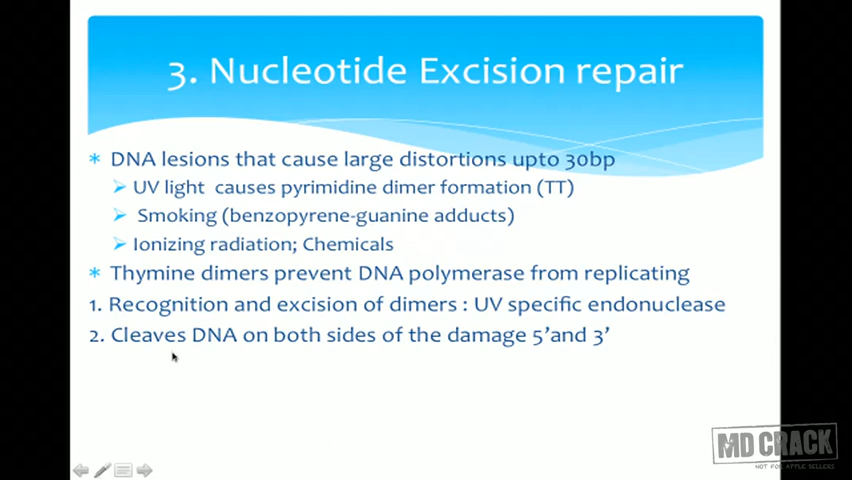 3. Nucleotide Excision repair
* DNA lesions that cause large distortions upto 30bp
➢ UV light causes pyrimidine dimer formation (TT)
➢ Smoking (benzopyrene-guanine adducts)
➢ Ionizing radiation; Chemicals
* Thymine dimers prevent DNA polymerase from replicating
1. Recognition and excision of dimers : UV specific endonuclease
2. Cleaves DNA on both sides of the damage 5’and 3’
MD CRACK
NOT FOR APPLE SELLERS